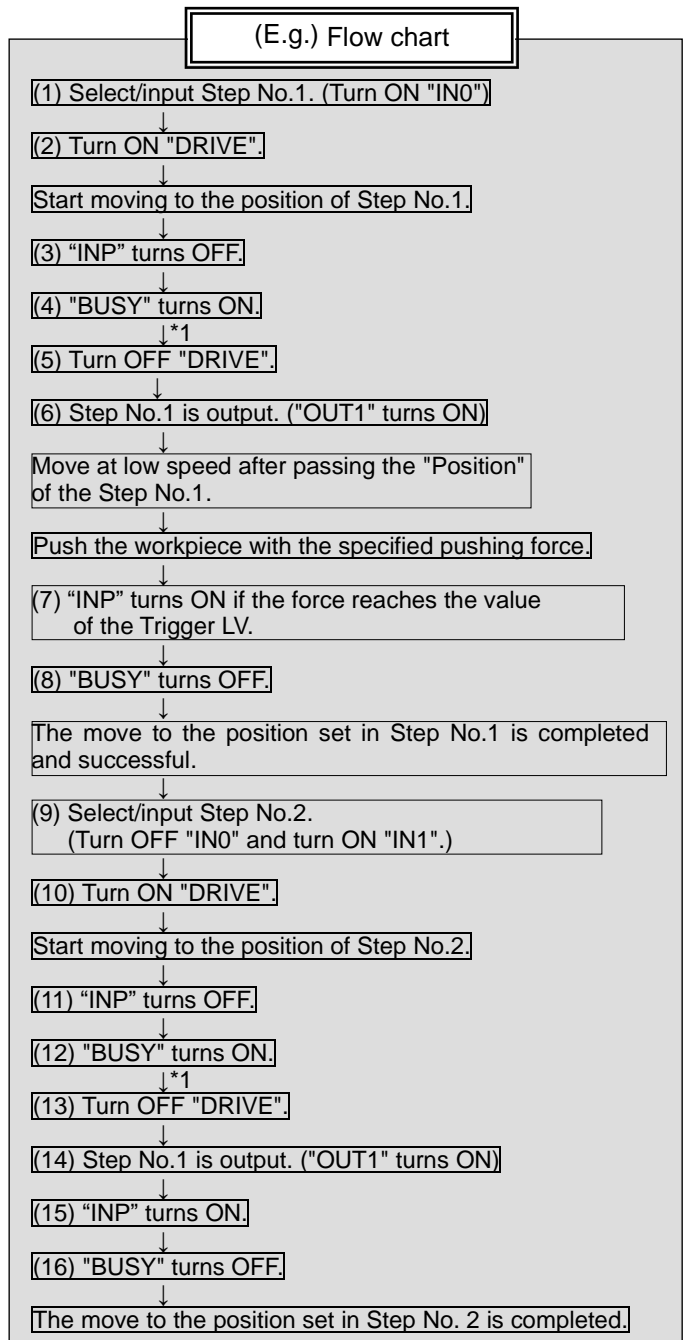 (E.g.) Flow chart
(1) Select/input Step No.1. (Turn ON "IN0")
↓
(2) Turn ON "DRIVE".
↓
Start moving to the position of Step No.1.
↓
(3) “INP” turns OFF.
↓
(4) "BUSY" turns ON.
↓*1
(5) Turn OFF "DRIVE".
↓
(6) Step No.1 is output. ("OUT1" turns ON)
↓
Move at low speed after passing the "Position"
of the Step No.1.
↓
Push the workpiece with the specified pushing force.
↓
(7) “INP” turns ON if the force reaches the value
of the Trigger LV.
↓
(8) "BUSY" turns OFF.
↓
The move to the position set in Step No.1 is completed
and successful.
↓
(9) Select/input Step No.2.
(Turn OFF "IN0" and turn ON "IN1".)
↓
(10) Turn ON "DRIVE".
↓
Start moving to the position of Step No.2.
↓
(11) “INP” turns OFF.
↓
(12) "BUSY" turns ON.
↓*1
(13) Turn OFF "DRIVE".
↓
(14) Step No.1 is output. ("OUT1" turns ON)
↓
(15) “INP” turns ON.
↓
(16) "BUSY" turns OFF.
↓
The move to the position set in Step No. 2 is completed.